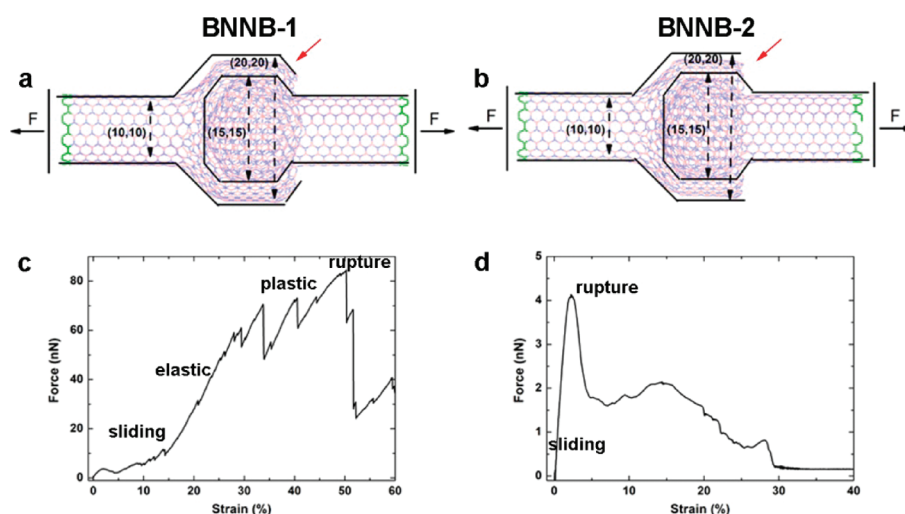 BNNB-1
BNNB-2
a
(20,20)
F
(10,10)
(15,15)
F
b
(20,20)
F
(10,10)
(15,15)
F
c
80
60
40
20
0
Force (nN)
sliding
elastic
plastic
rupture
0 10 20 30 40 50 60
Strain (%)
d
5
4
3
2
1
0
Force (nN)
rupture
sliding
0 10 20 30 40
Strain (%)